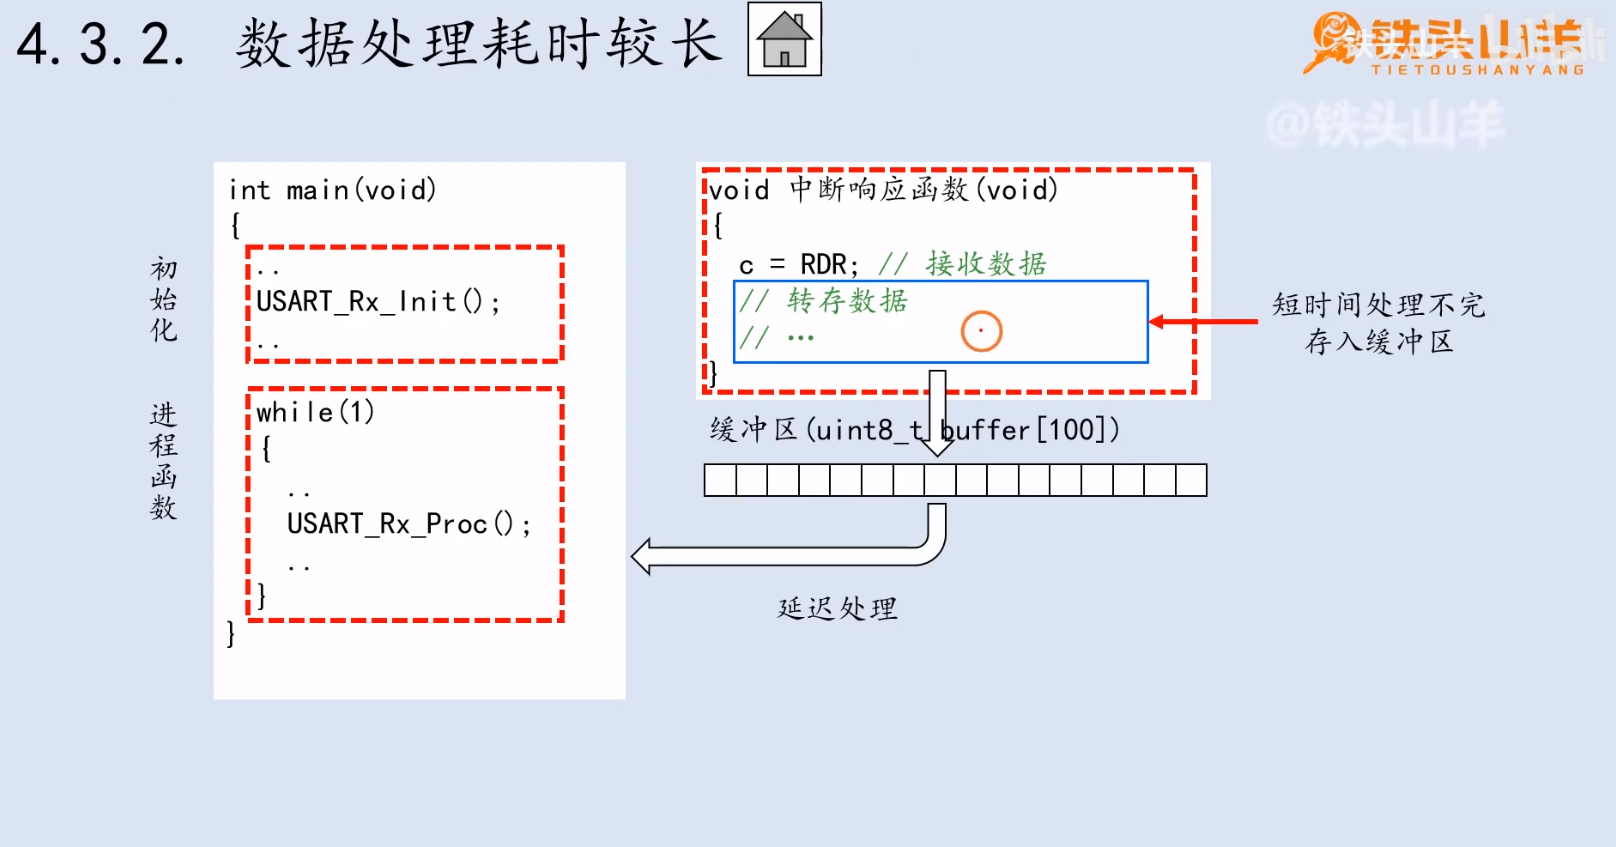 4.3.2. 数据处理耗时较长
铁头山羊
TIETOUSHANYANG
@铁头山羊
初始化
进程函数
int main(void)
{
..
USART_Rx_Init();
..
while(1)
{
..
USART_Rx_Proc();
..
}
}
void 中断响应函数(void)
{
c = RDR; // 接收数据
// 转存数据
// …
}
短时间处理不完
存入缓冲区
缓冲区(uint8_t buffer[100])
延迟处理